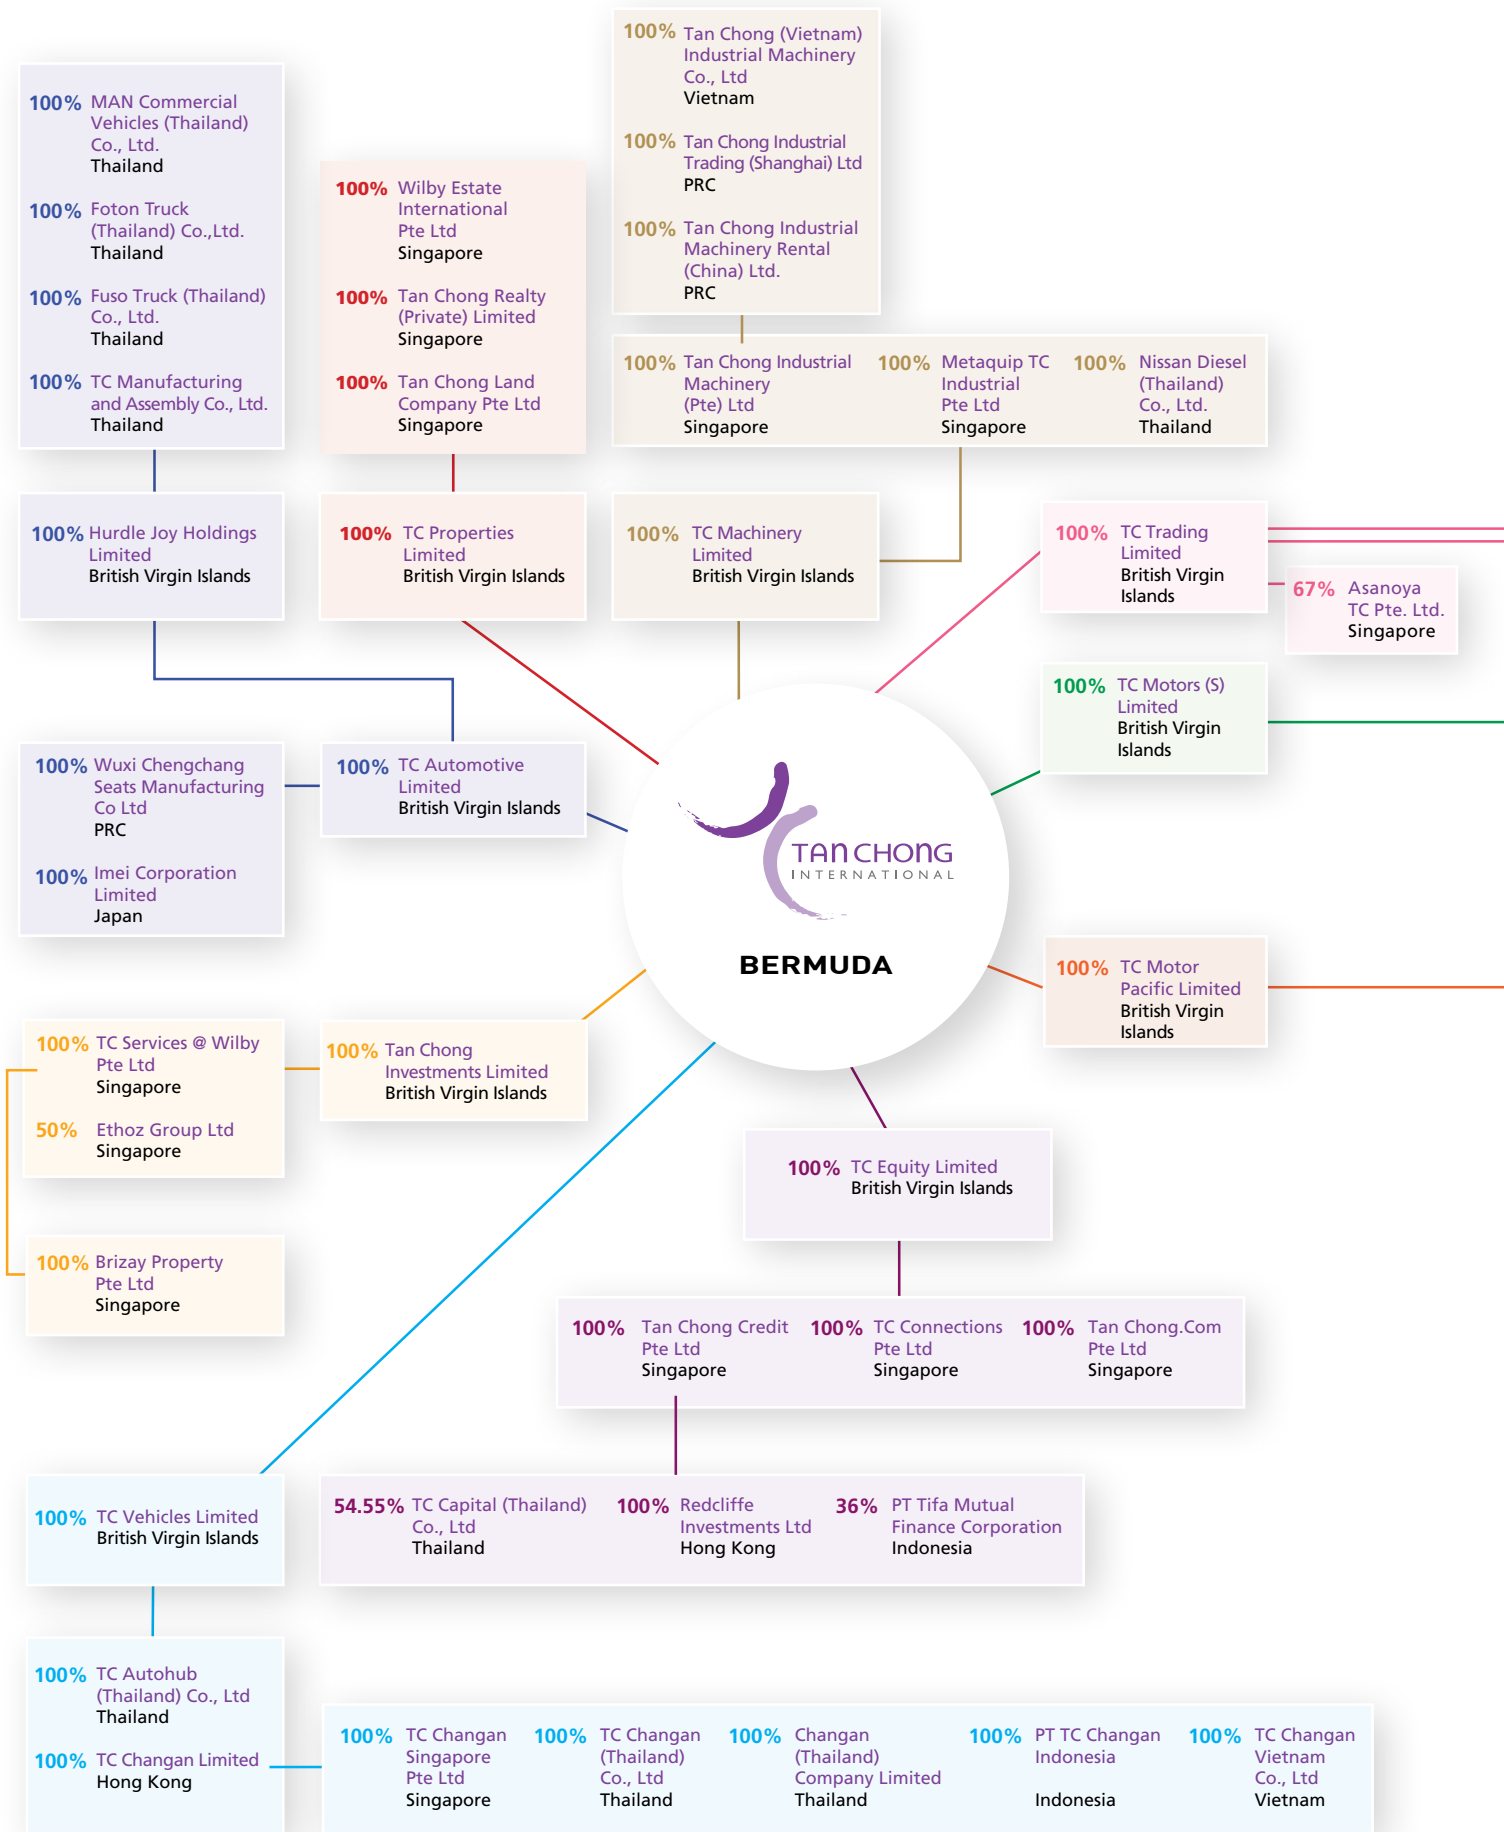 100% Tan Chong (Vietnam)
Industrial Machinery
Co., Ltd
Vietnam
100% Tan Chong Industrial
Trading (Shanghai) Ltd
PRC
100% Tan Chong Industrial
Machinery Rental
(China) Ltd.
PRC
100% MAN Commercial
Vehicles (Thailand)
Co., Ltd.
Thailand
100% Foton Truck
(Thailand) Co.,Ltd.
Thailand
100% Fuso Truck (Thailand)
Co., Ltd.
Thailand
100% TC Manufacturing
and Assembly Co., Ltd.
Thailand
100% Wilby Estate
International
Pte Ltd
Singapore
100% Tan Chong Realty
(Private) Limited
Singapore
100% Tan Chong Land
Company Pte Ltd
Singapore
100% Tan Chong Industrial
Machinery
(Pte) Ltd
Singapore
100% Metaquip TC
Industrial
Pte Ltd
Singapore
100% Nissan Diesel
(Thailand)
Co., Ltd.
Thailand
100% Hurdle Joy Holdings
Limited
British Virgin Islands
100% TC Properties
Limited
British Virgin Islands
100% TC Machinery
Limited
British Virgin Islands
100% TC Trading
Limited
British Virgin
Islands
67% Asanoya
TC Pte. Ltd.
Singapore
100% TC Motors (S)
Limited
British Virgin
Islands
100% Wuxi Chengchang
Seats Manufacturing
Co Ltd
PRC
100% Imei Corporation
Limited
Japan
100% TC Automotive
Limited
British Virgin Islands
TAN CHONG
INTERNATIONAL
BERMUDA
100% TC Motor
Pacific Limited
British Virgin
Islands
100% TC Services @ Wilby
Pte Ltd
Singapore
50% Ethoz Group Ltd
Singapore
100% Tan Chong
Investments Limited
British Virgin Islands
100% Brizay Property
Pte Ltd
Singapore
100% TC Equity Limited
British Virgin Islands
100% Tan Chong Credit
Pte Ltd
Singapore
100% TC Connections
Pte Ltd
Singapore
100% Tan Chong.Com
Pte Ltd
Singapore
100% TC Vehicles Limited
British Virgin Islands
54.55% TC Capital (Thailand)
Co., Ltd
Thailand
100% Redcliffe
Investments Ltd
Hong Kong
36% PT Tifa Mutual
Finance Corporation
Indonesia
100% TC Autohub
(Thailand) Co., Ltd
Thailand
100% TC Changan Limited
Hong Kong
100% TC Changan
Singapore
Pte Ltd
Singapore
100% TC Changan
(Thailand)
Co., Ltd
Thailand
100% Changan
(Thailand)
Company Limited
Thailand
100% PT TC Changan
Indonesia
Indonesia
100% TC Changan
Vietnam
Co., Ltd
Vietnam